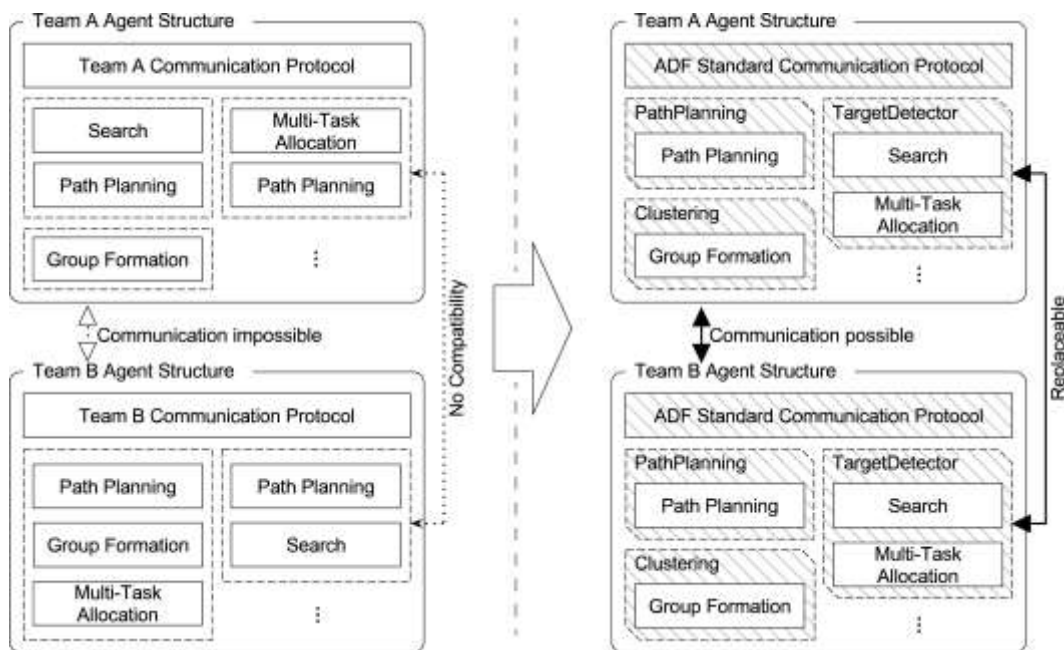 Team A Agent Structure
Team A Communication Protocol
Search
Path Planning
Group Formation
Multi-Task
Allocation
Path Planning
⋮
Communication impossible
No Compatibility
Team B Agent Structure
Team B Communication Protocol
Path Planning
Group Formation
Multi-Task
Allocation
Path Planning
Search
⋮
Team A Agent Structure
ADF Standard Communication Protocol
PathPlanning
Path Planning
Clustering
Group Formation
TargetDetector
Search
Multi-Task
Allocation
⋮
Communication possible
Replaceable
Team B Agent Structure
ADF Standard Communication Protocol
PathPlanning
Path Planning
Clustering
Group Formation
TargetDetector
Search
Multi-Task
Allocation
⋮